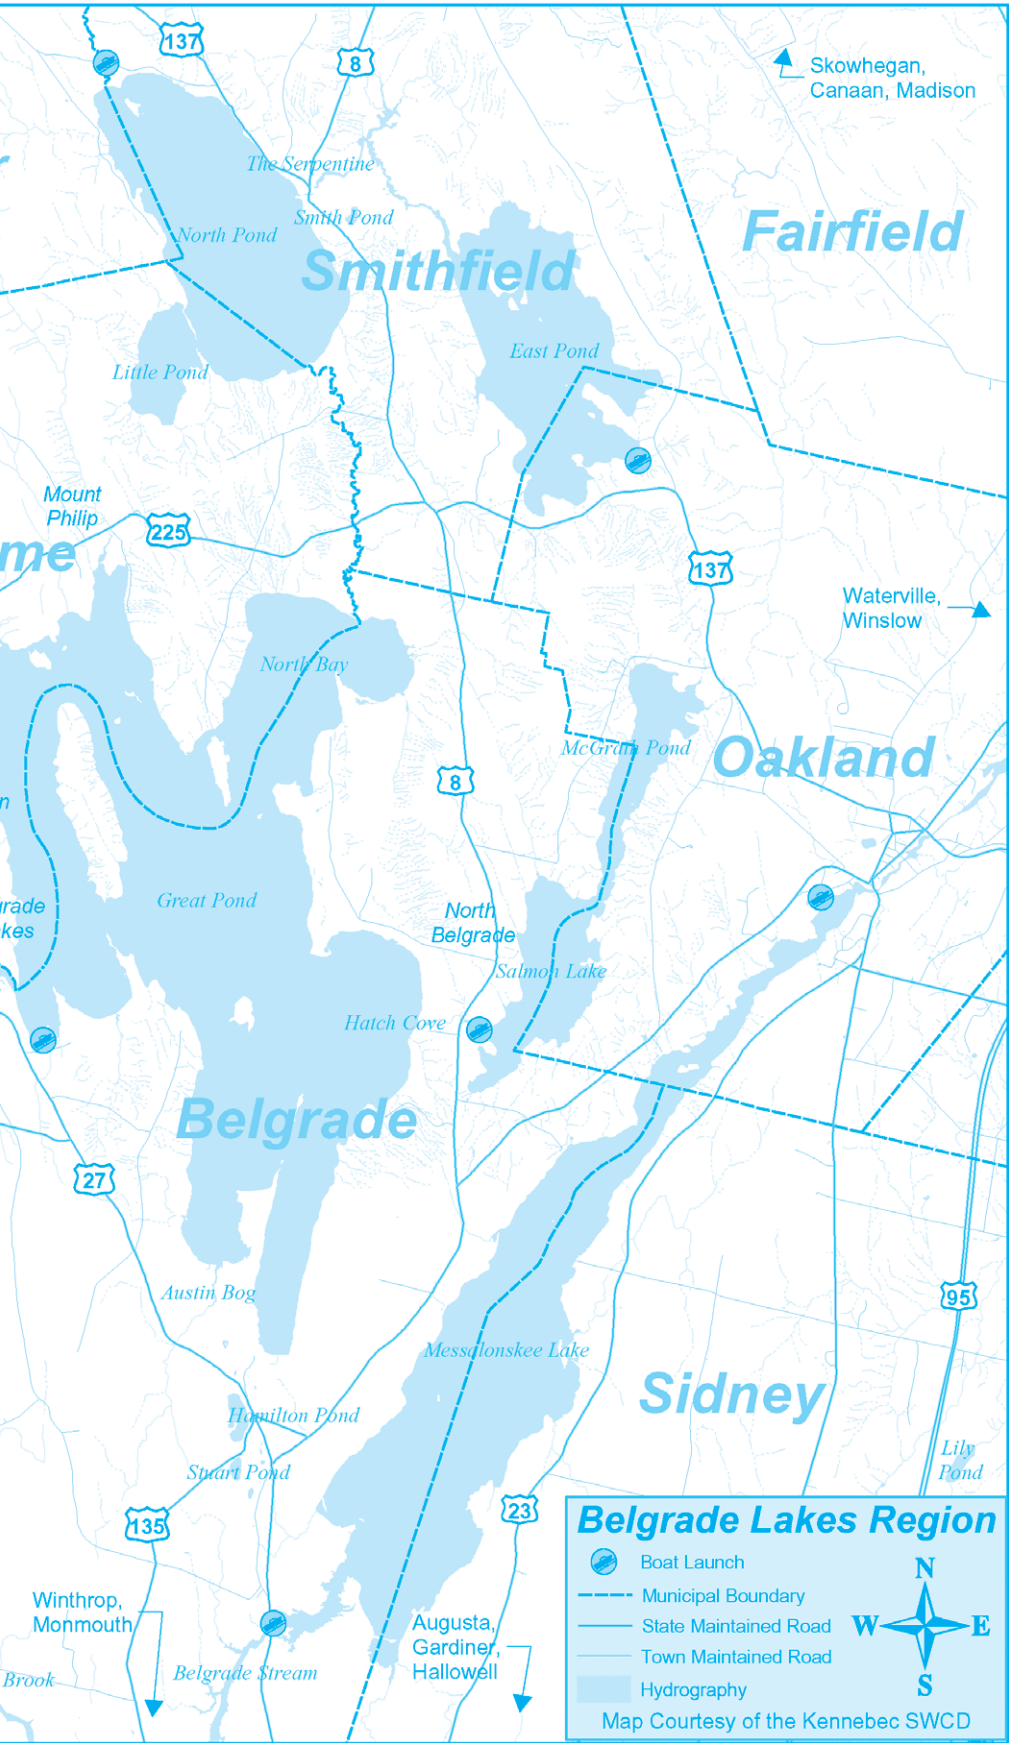 137
8
Skowhegan,
Canaan, Madison
The Serpentine
Smith Pond
North Pond
Fairfield
Smithfield
East Pond
Little Pond
Mount
Philip
225
me
137
Waterville,
Winslow
North Bay
McGrath Pond
Oakland
8
n
Great Pond
grade
kes
North
Belgrade
Salmon Lake
Hatch Cove
Belgrade
27
Austin Bog
95
Messalonskee Lake
Sidney
Hamilton Pond
Lily
Pond
Stuart Pond
135
23
Winthrop,
Monmouth
Augusta,
Gardiner,
Hallowell
Brook
Belgrade Stream
Belgrade Lakes Region
Boat Launch
Municipal Boundary
State Maintained Road
Town Maintained Road
Hydrography
N
W
E
S
Map Courtesy of the Kennebec SWCD